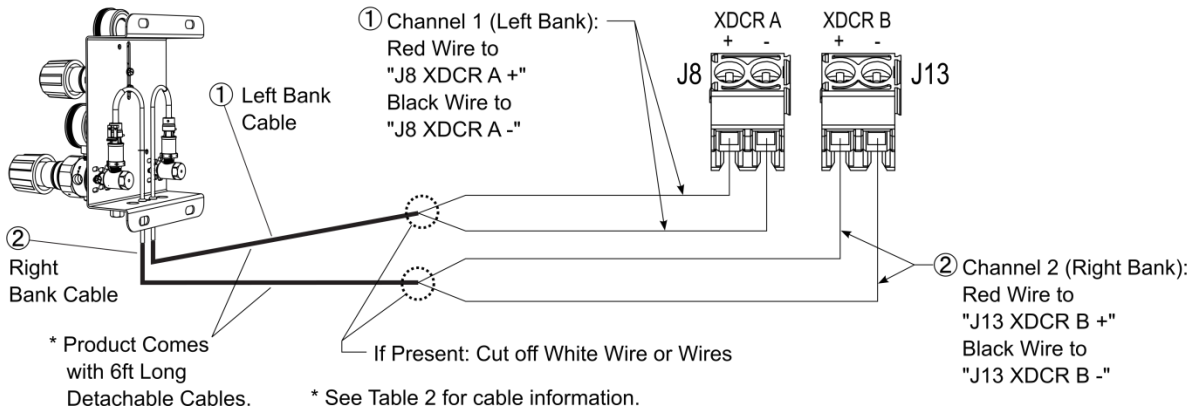 ① Channel 1 (Left Bank):
Red Wire to
"J8 XDCR A +"
Black Wire to
"J8 XDCR A -"
XDCR A
+ -
J8
XDCR B
+ -
J13
① Left Bank
Cable
②
Right
Bank Cable
② Channel 2 (Right Bank):
Red Wire to
"J13 XDCR B +"
Black Wire to
"J13 XDCR B -"
* Product Comes
with 6ft Long
Detachable Cables.
If Present: Cut off White Wire or Wires
* See Table 2 for cable information.